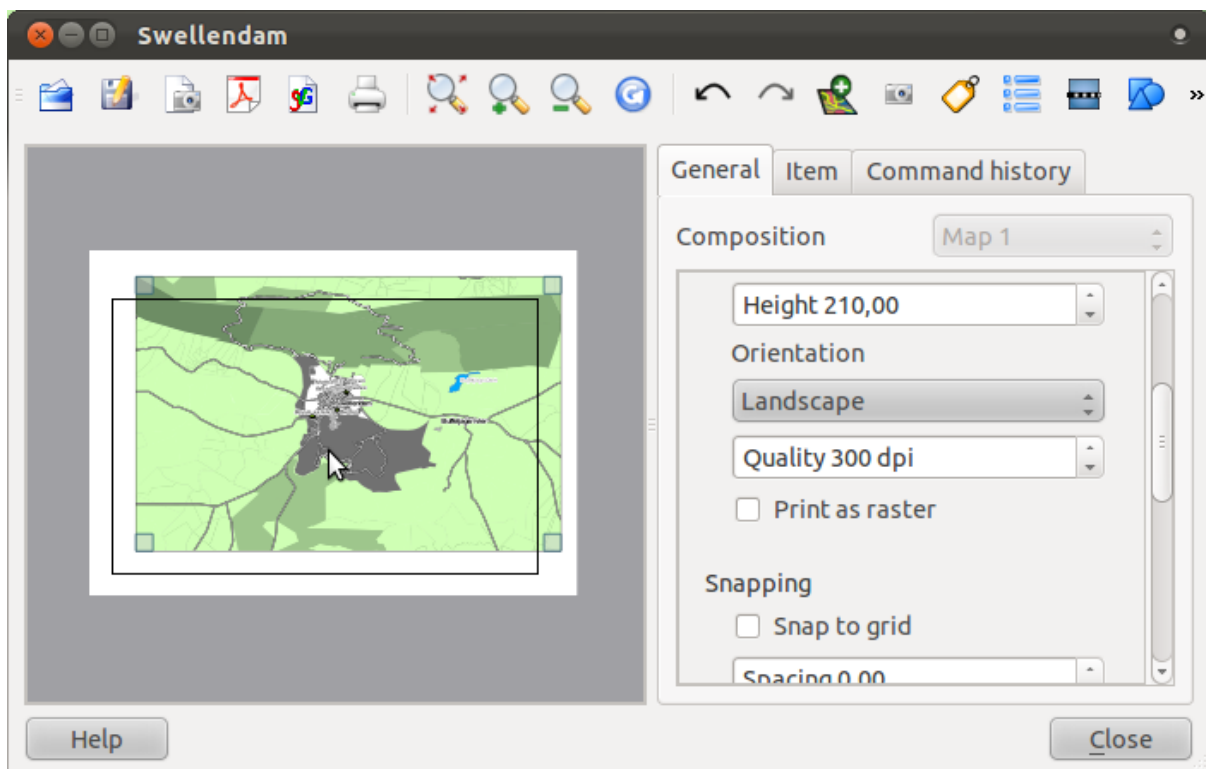 Swellendam
General
Item
Command history
Composition
Map 1
Height 210,00
Orientation
Landscape
Quality 300 dpi
Print as raster
Snapping
Snap to grid
Spacing 0,00
Help
Close